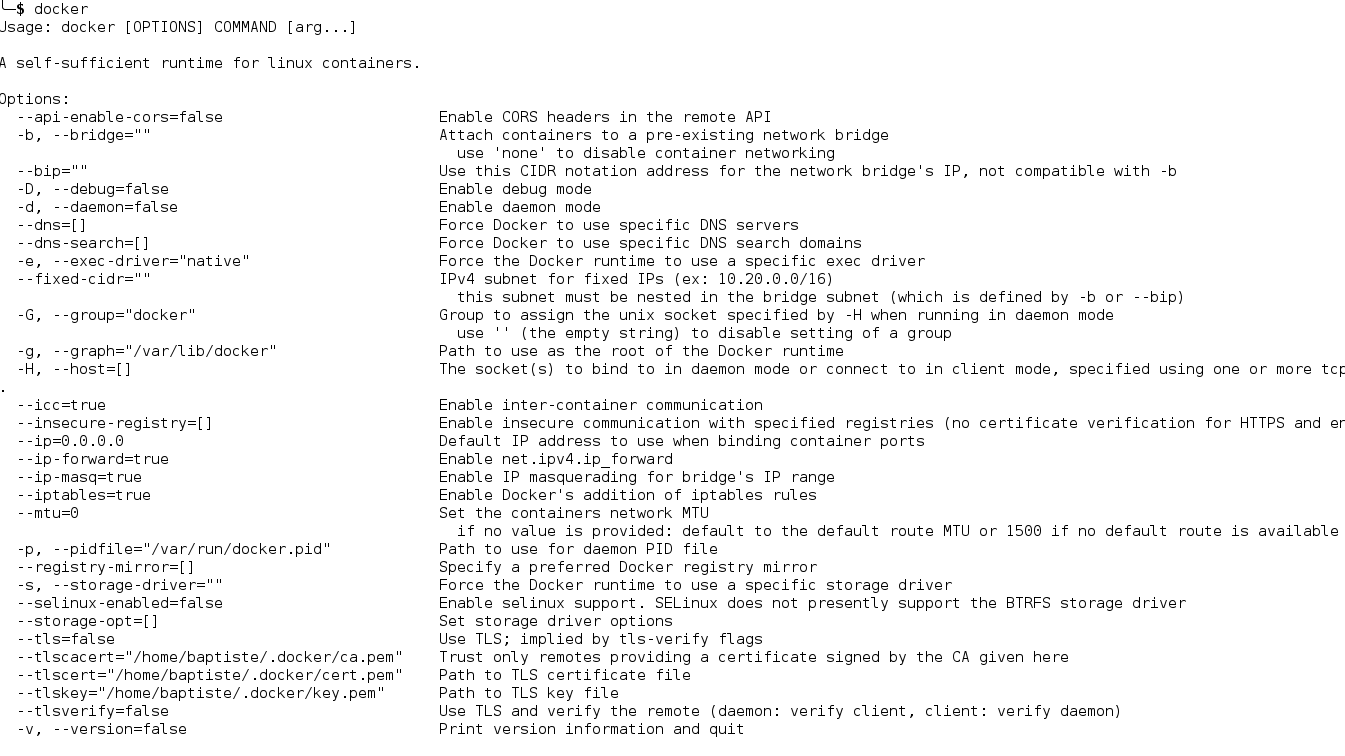 ╰─$ docker
Usage: docker [OPTIONS] COMMAND [arg...]

A self-sufficient runtime for linux containers.

Options:
  --api-enable-cors=false                        Enable CORS headers in the remote API
  -b, --bridge=""                                Attach containers to a pre-existing network bridge
                                                   use 'none' to disable container networking
  --bip=""                                       Use this CIDR notation address for the network bridge's IP, not compatible with -b
  -D, --debug=false                              Enable debug mode
  -d, --daemon=false                             Enable daemon mode
  --dns=[]                                       Force Docker to use specific DNS servers
  --dns-search=[]                                Force Docker to use specific DNS search domains
  -e, --exec-driver="native"                     Force the Docker runtime to use a specific exec driver
  --fixed-cidr=""                                IPv4 subnet for fixed IPs (ex: 10.20.0.0/16)
                                                   this subnet must be nested in the bridge subnet (which is defined by -b or --bip)
  -G, --group="docker"                           Group to assign the unix socket specified by -H when running in daemon mode
                                                   use '' (the empty string) to disable setting of a group
  -g, --graph="/var/lib/docker"                  Path to use as the root of the Docker runtime
  -H, --host=[]                                  The socket(s) to bind to in daemon mode or connect to in client mode, specified using one or more tcp
.
  --icc=true                                     Enable inter-container communication
  --insecure-registry=[]                         Enable insecure communication with specified registries (no certificate verification for HTTPS and en
  --ip=0.0.0.0                                   Default IP address to use when binding container ports
  --ip-forward=true                              Enable net.ipv4.ip_forward
  --ip-masq=true                                 Enable IP masquerading for bridge's IP range
  --iptables=true                                Enable Docker's addition of iptables rules
  --mtu=0                                        Set the containers network MTU
                                                   if no value is provided: default to the default route MTU or 1500 if no default route is available
  -p, --pidfile="/var/run/docker.pid"            Path to use for daemon PID file
  --registry-mirror=[]                           Specify a preferred Docker registry mirror
  -s, --storage-driver=""                        Force the Docker runtime to use a specific storage driver
  --selinux-enabled=false                        Enable selinux support. SELinux does not presently support the BTRFS storage driver
  --storage-opt=[]                               Set storage driver options
  --tls=false                                    Use TLS; implied by tls-verify flags
  --tlscacert="/home/baptiste/.docker/ca.pem"    Trust only remotes providing a certificate signed by the CA given here
  --tlscert="/home/baptiste/.docker/cert.pem"    Path to TLS certificate file
  --tlskey="/home/baptiste/.docker/key.pem"      Path to TLS key file
  --tlsverify=false                              Use TLS and verify the remote (daemon: verify client, client: verify daemon)
  -v, --version=false                            Print version information and quit